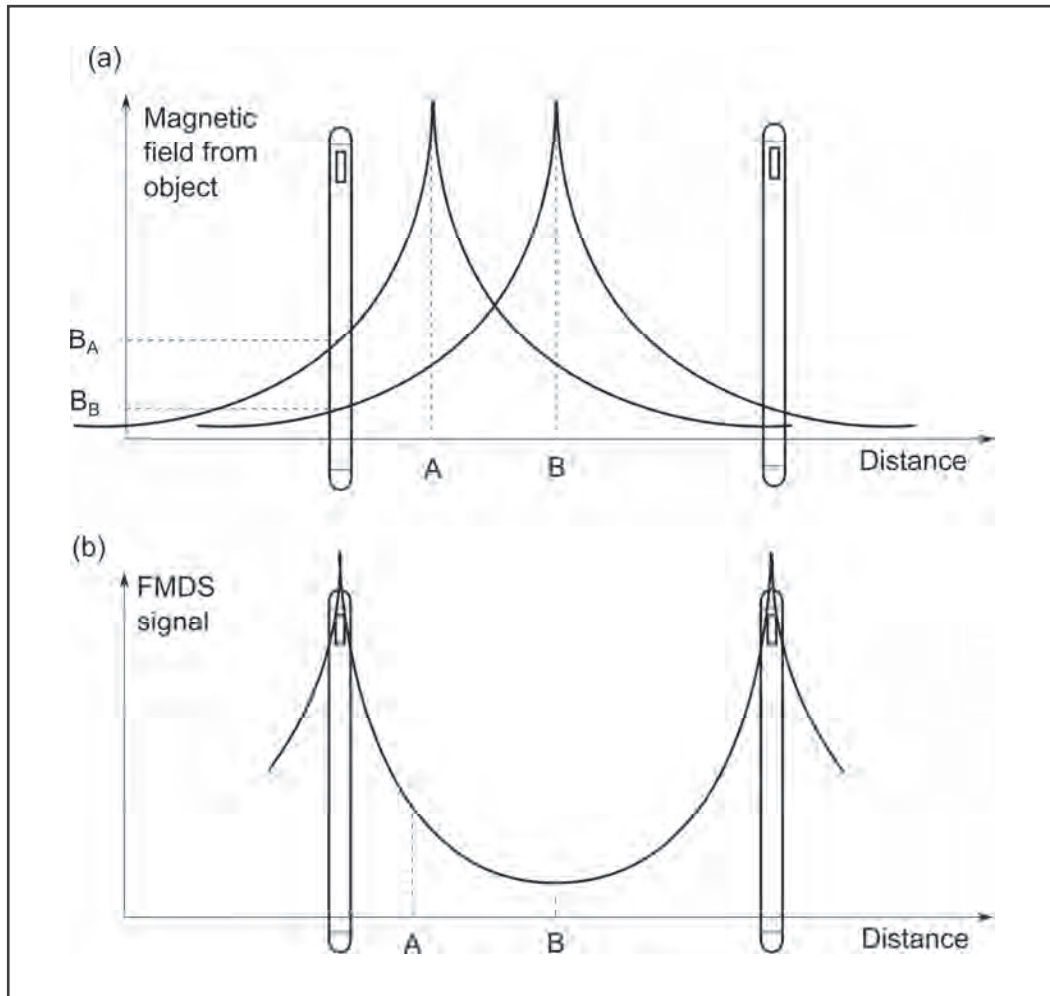 (a)
Magnetic
field from
object
B_A
B_B
A B
Distance
(b)
FMDS
signal
A B
Distance